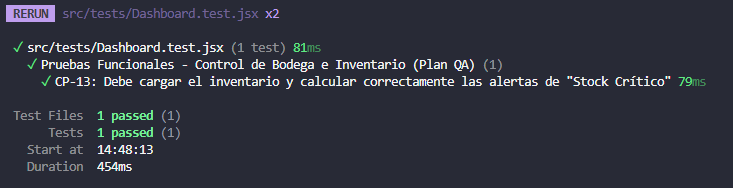 RERUN src/tests/Dashboard.test.jsx x2
✓ src/tests/Dashboard.test.jsx (1 test) 81ms
✓ Pruebas Funcionales - Control de Bodega e Inventario (Plan QA) (1)
✓ CP-13: Debe cargar el inventario y calcular correctamente las alertas de "Stock Crítico" 79ms
Test Files 1 passed (1)
Tests 1 passed (1)
Start at 14:48:13
Duration 454ms